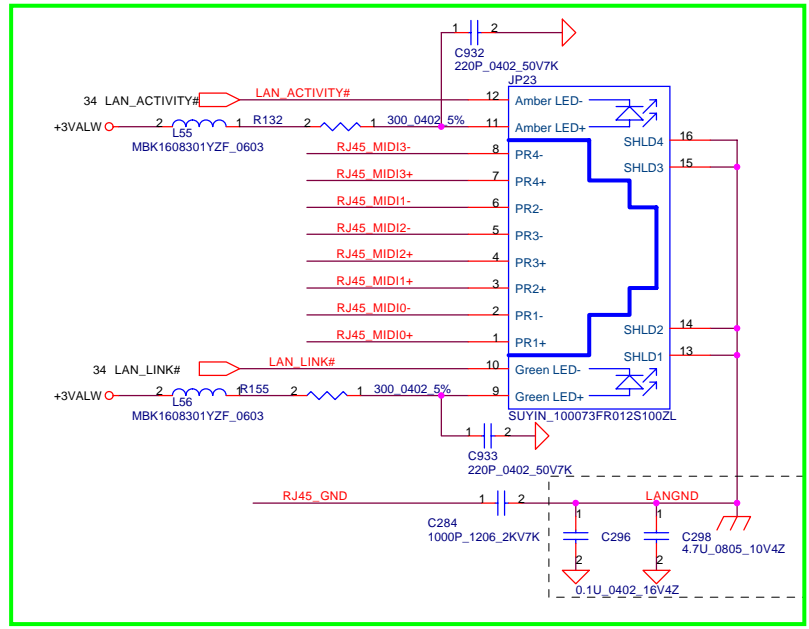 1 2
C932
220P_0402_50V7K
JP23
34 LAN_ACTIVITY# LAN_ACTIVITY# 12 Amber LED-
+3VALW 2 1 R132 2 1 300_0402_5% 11 Amber LED+
L55
MBK1608301YZF_0603
SHLD4 16
RJ45_MIDI3- 8 PR4-
SHLD3 15
RJ45_MIDI3+ 7 PR4+
RJ45_MIDI1- 6 PR2-
RJ45_MIDI2- 5 PR3-
RJ45_MIDI2+ 4 PR3+
RJ45_MIDI1+ 3 PR2+
RJ45_MIDI0- 2 PR1-
SHLD2 14
RJ45_MIDI0+ 1 PR1+
SHLD1 13
34 LAN_LINK# LAN_LINK# 10 Green LED-
+3VALW 2 1 R155 2 1 300_0402_5% 9 Green LED+
L56
MBK1608301YZF_0603
SUYIN_100073FR012S100ZL
1 2
C933
220P_0402_50V7K
RJ45_GND 1 2 LANGND
C284
1000P_1206_2KV7K
1 1
C296 C298
4.7U_0805_10V4Z
2 2
0.1U_0402_16V4Z